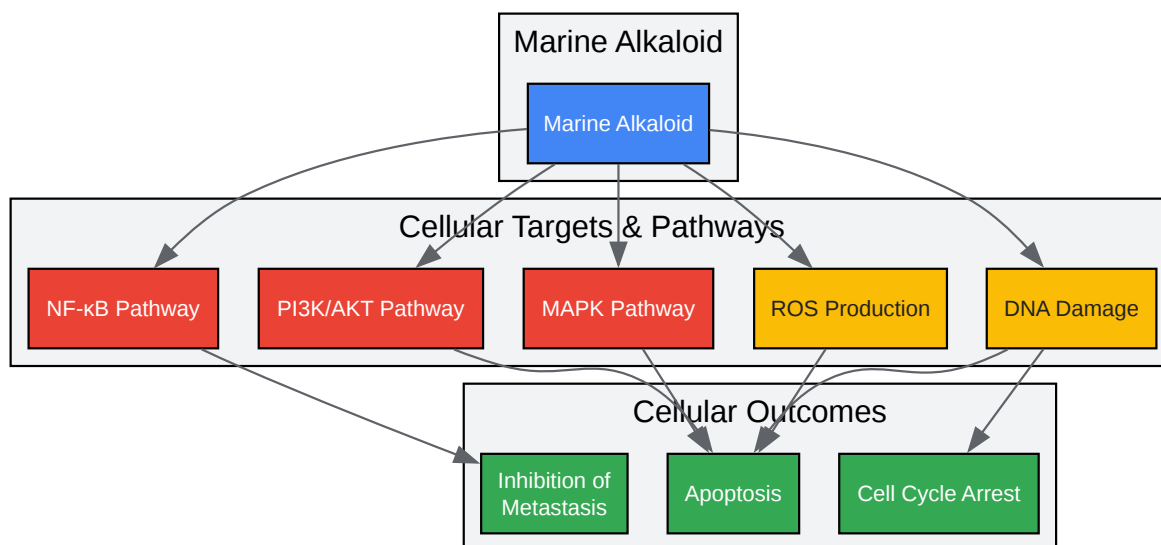 Marine Alkaloid
Marine Alkaloid
Cellular Targets & Pathways
NF-κB Pathway
PI3K/AKT Pathway
MAPK Pathway
ROS Production
DNA Damage
Cellular Outcomes
Inhibition of
Metastasis
Apoptosis
Cell Cycle Arrest